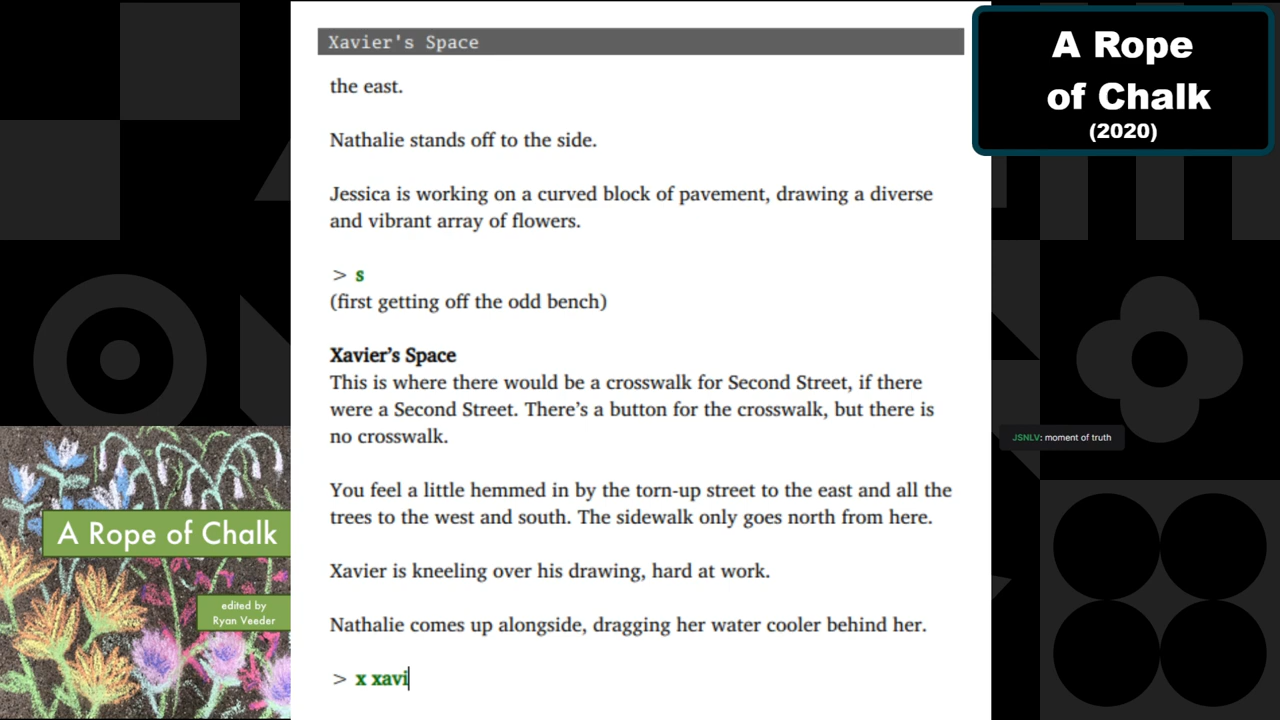 Xavier's Space
the east.
Nathalie stands off to the side.
Jessica is working on a curved block of pavement, drawing a diverse
and vibrant array of flowers.
> s
(first getting off the odd bench)
Xavier’s Space
This is where there would be a crosswalk for Second Street, if there
were a Second Street. There’s a button for the crosswalk, but there is
no crosswalk.
You feel a little hemmed in by the torn-up street to the east and all the
trees to the west and south. The sidewalk only goes north from here.
Xavier is kneeling over his drawing, hard at work.
Nathalie comes up alongside, dragging her water cooler behind her.
> x xavi
A Rope
of Chalk
(2020)
JSNLV: moment of truth
A Rope of Chalk
edited by
Ryan Veeder